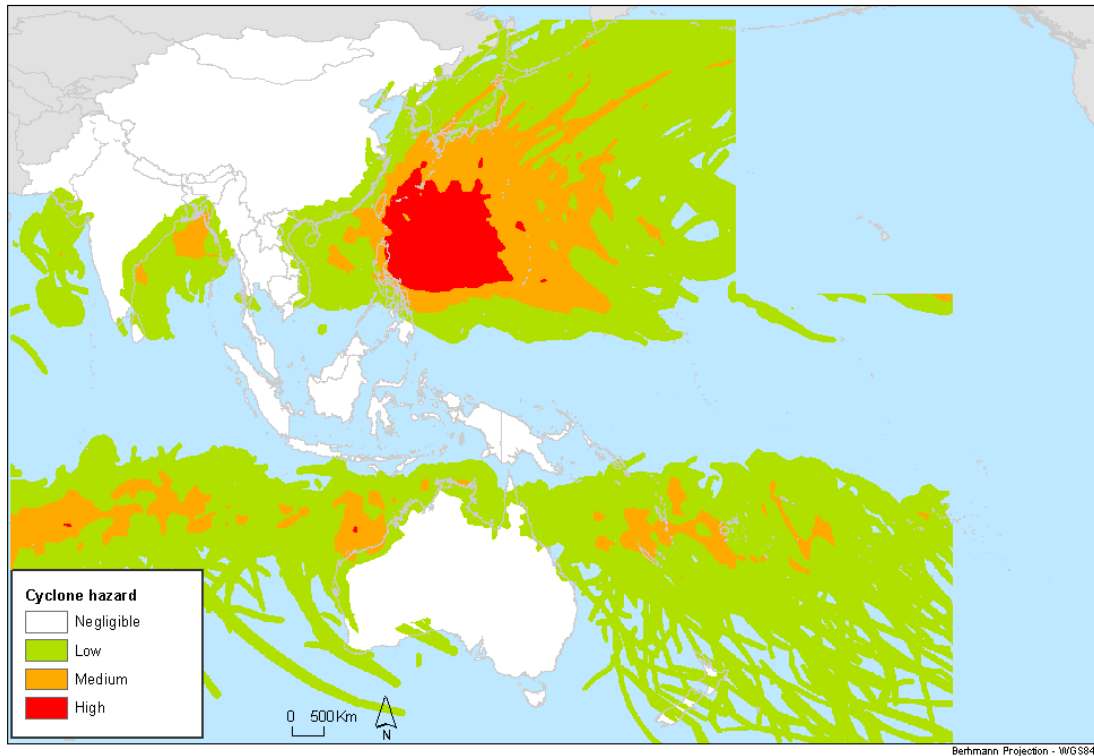 Cyclone hazard
Negligible
Low
Medium
High
0 500Km
N
Berhmann Projection - WGS84